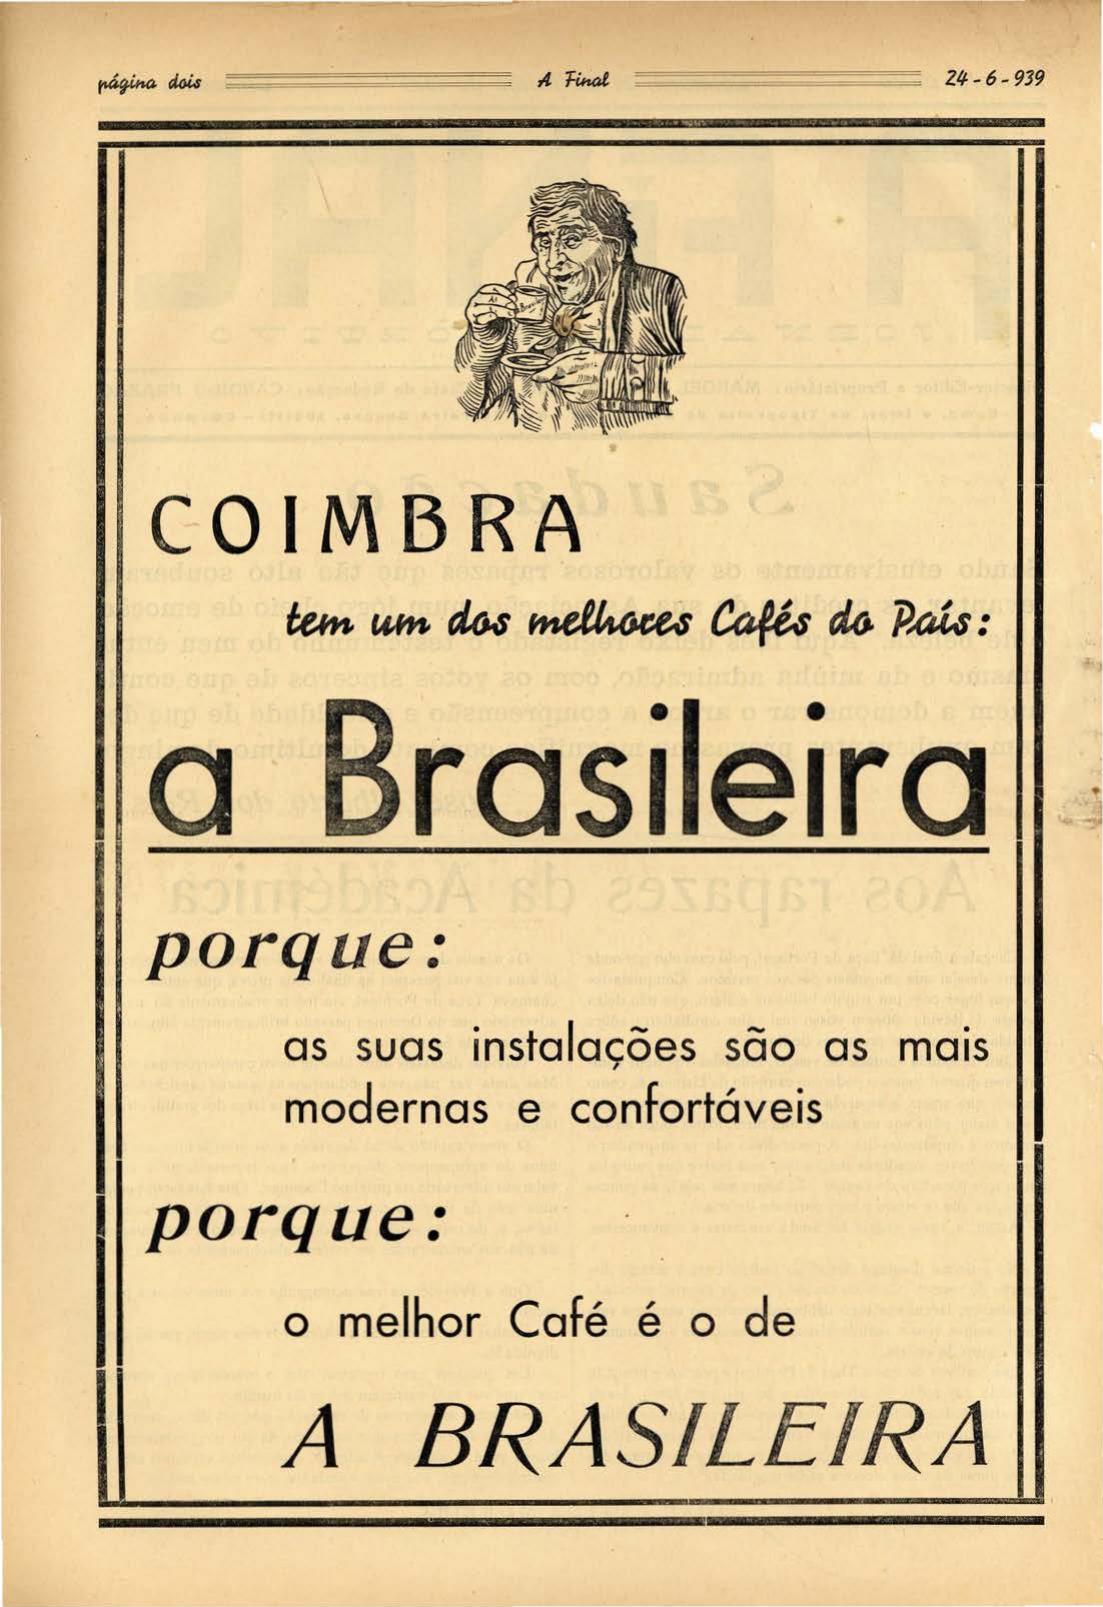 página dois
A Final
24-6-939
A Brasileira
COIMBRA
tem um dos melhores Cafés do País:
a Brasileira
porque:
as suas instalações são as mais
modernas e confortáveis
porque:
o melhor Café é o de
A BRASILEIRA